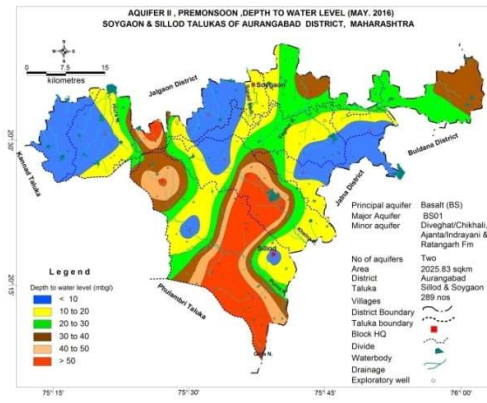 AQUIFER II , PREMONSOON ,DEPTH TO WATER LEVEL (MAY. 2016)
SOYGAON & SILLOD TALUKAS OF AURANGABAD DISTRICT, MAHARASHTRA
0 7.5 15
kilometres
Jalgaon District
Soygaon
Buldana District
Kannad Taluka
20°30'
Jalna District
Sillod
20°15'
Phulambri Taluka
Legend
Depth to water level (mbgl)
< 10
10 to 20
20 to 30
30 to 40
40 to 50
> 50
Principal aquifer Basalt (BS)
Major Aquifer BS01
Minor aquifer Diveghat/Chikhali,
Ajanta/Indrayani &
Ratangarh Fm
No of aquifers Two
Area 2025.83 sqkm
District Aurangabad
Taluka Sillod & Soygaon
Villages 289 nos
District Boundary
Taluka boundary
Block HQ
Divide
Waterbody
Drainage
Exploratory well
75°15' 75°30' 75°45' 76°00'